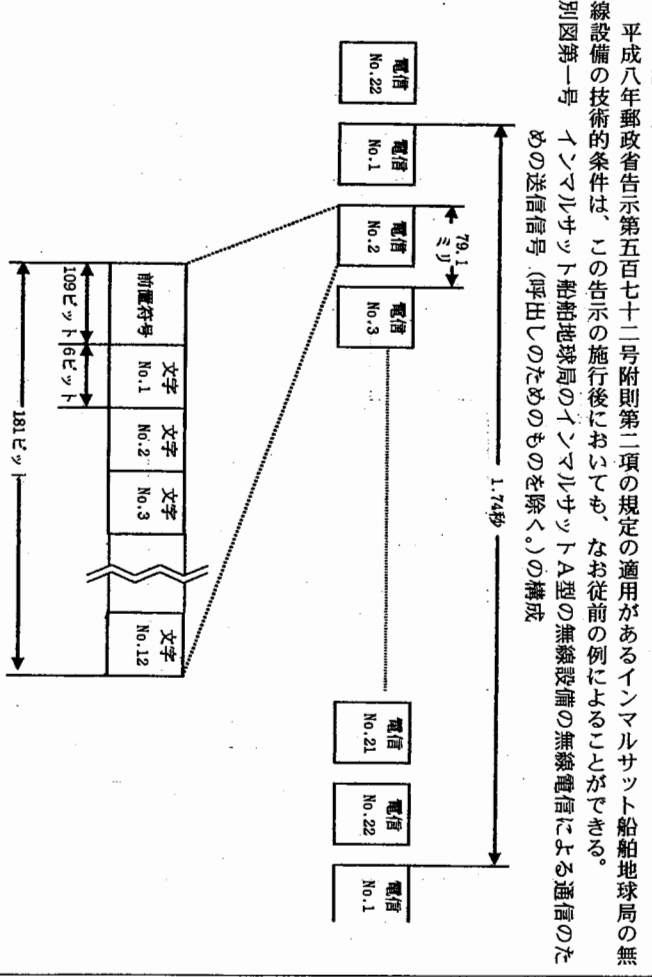 平成八年郵政省告示第五百七十二号附則第二項の規定の適用があるインマルサット船舶地球局の無
線設備の技術的条件は、この告示の施行後においても、なお従前の例によることができる。
別図第一号 インマルサット船舶地球局のインマルサットA型の無線設備の無線電信による通信のた
めの送信信号(呼出しのためのものを除く。)の構成
1.74秒
79.1
ミリ
電信
No.22
電信
No.1
電信
No.2
電信
No.3
電信
No.21
電信
No.22
電信
No.1
前置符号
文字
No.1
文字
No.2
文字
No.3
文字
No.12
109ビット
6ビット
181ビット